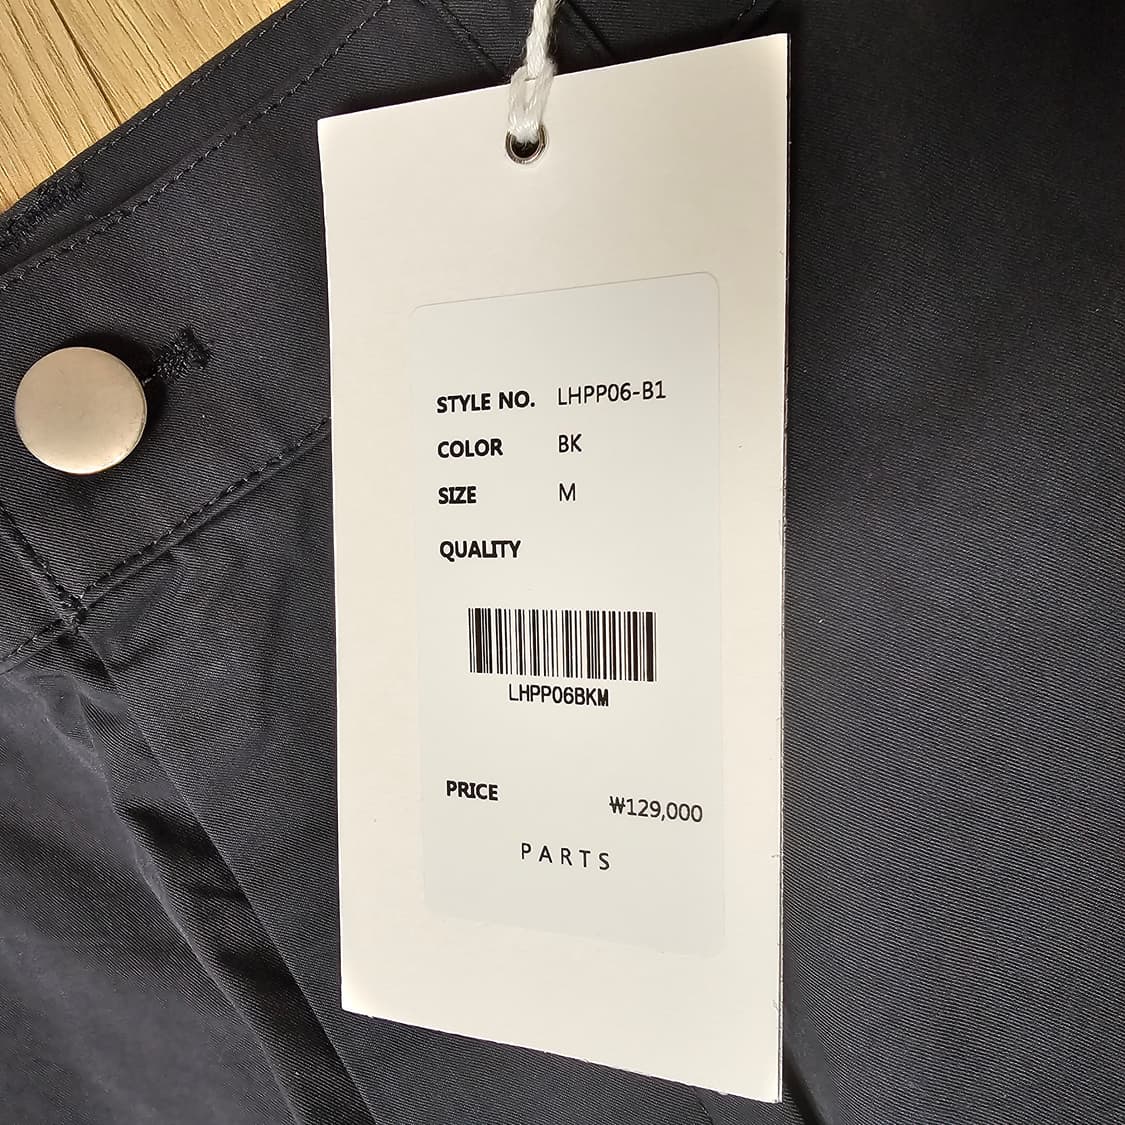 STYLE NO. LHPP06-B1
COLOR BK
SIZE M
QUALITY
LHPP06BKM
PRICE ₩129,000
PARTS